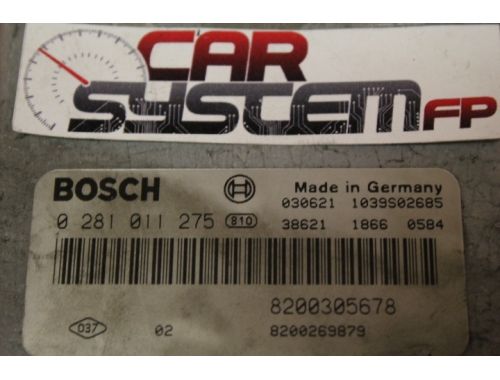 CAR
SYSTEM FP
BOSCH
Made in Germany
030621 1039S02685
0 281 011 275 810
38621 1866 0584
8200305678
037 02 8200269879